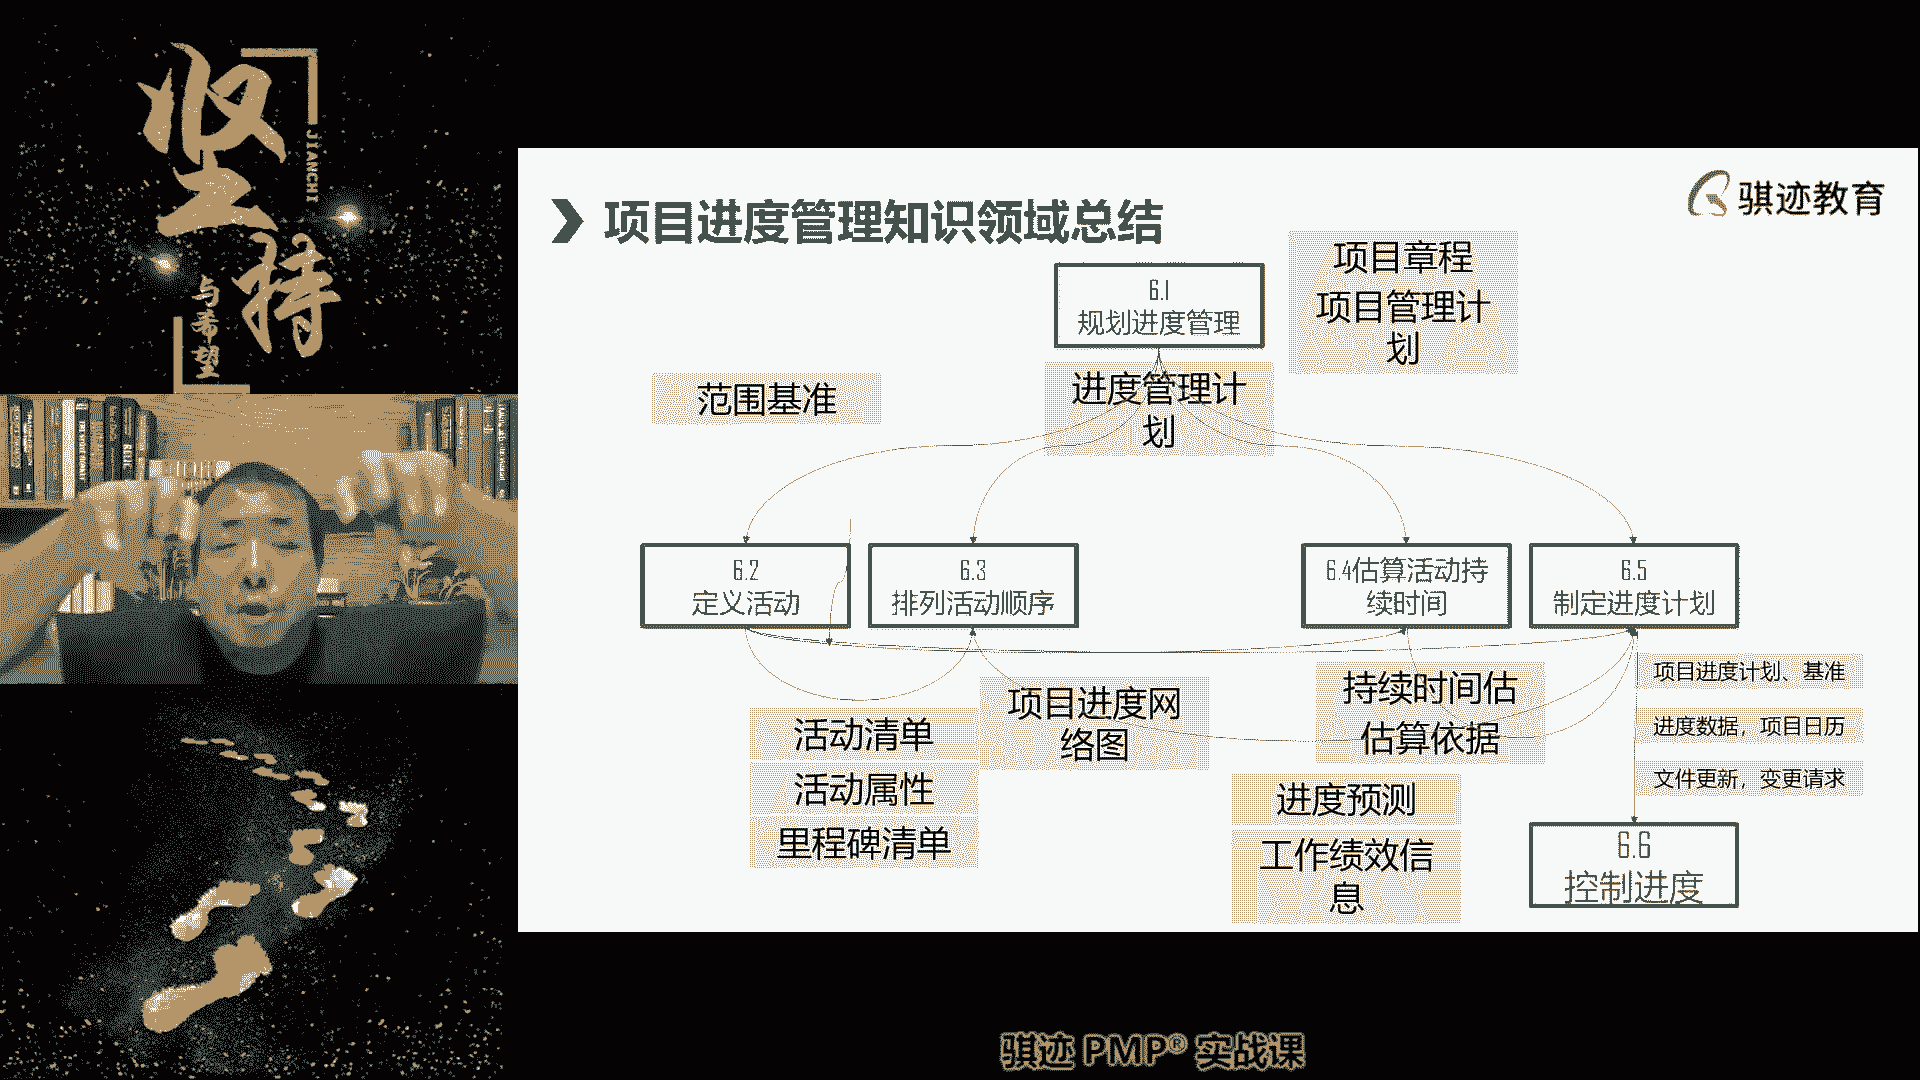 坚持
JIANCHI
与希望
骐迹教育
项目进度管理知识领域总结
6.1
规划进度管理
项目章程
项目管理计
划
范围基准
进度管理计
划
6.2
定义活动
6.3
排列活动顺序
6.4估算活动持
续时间
6.5
制定进度计划
活动清单
活动属性
里程碑清单
项目进度网
络图
持续时间估
估算依据
进度预测
工作绩效信
息
项目进度计划、基准
进度数据，项目日历
文件更新，变更请求
6.6
控制进度
骐迹 PMP® 实战课